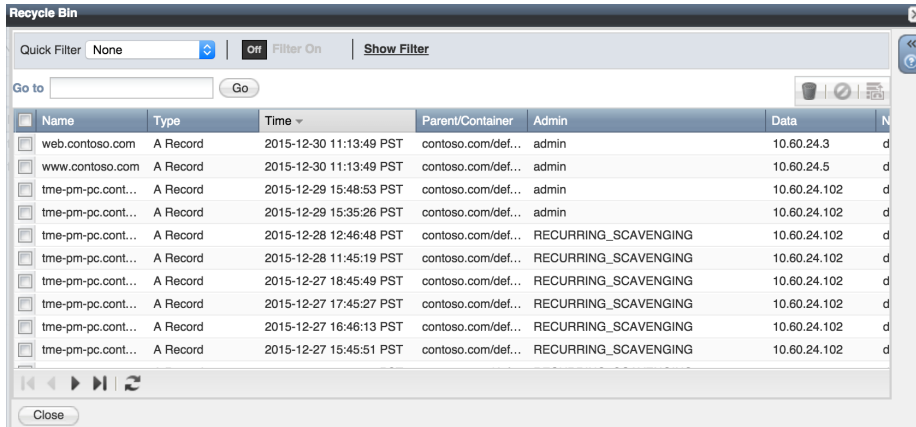 Recycle Bin
Quick Filter None Off Filter On Show Filter
Go to Go
Name Type Time Parent/Container Admin Data N
web.contoso.com A Record 2015-12-30 11:13:49 PST contoso.com/def... admin 10.60.24.3 d
www.contoso.com A Record 2015-12-30 11:13:49 PST contoso.com/def... admin 10.60.24.5 d
tme-pm-pc.cont... A Record 2015-12-29 15:48:53 PST contoso.com/def... admin 10.60.24.102 d
tme-pm-pc.cont... A Record 2015-12-29 15:35:26 PST contoso.com/def... admin 10.60.24.102 d
tme-pm-pc.cont... A Record 2015-12-28 12:46:48 PST contoso.com/def... RECURRING_SCAVENGING 10.60.24.102 d
tme-pm-pc.cont... A Record 2015-12-28 11:45:19 PST contoso.com/def... RECURRING_SCAVENGING 10.60.24.102 d
tme-pm-pc.cont... A Record 2015-12-27 18:45:49 PST contoso.com/def... RECURRING_SCAVENGING 10.60.24.102 d
tme-pm-pc.cont... A Record 2015-12-27 17:45:27 PST contoso.com/def... RECURRING_SCAVENGING 10.60.24.102 d
tme-pm-pc.cont... A Record 2015-12-27 16:46:13 PST contoso.com/def... RECURRING_SCAVENGING 10.60.24.102 d
tme-pm-pc.cont... A Record 2015-12-27 15:45:51 PST contoso.com/def... RECURRING_SCAVENGING 10.60.24.102 d
Close